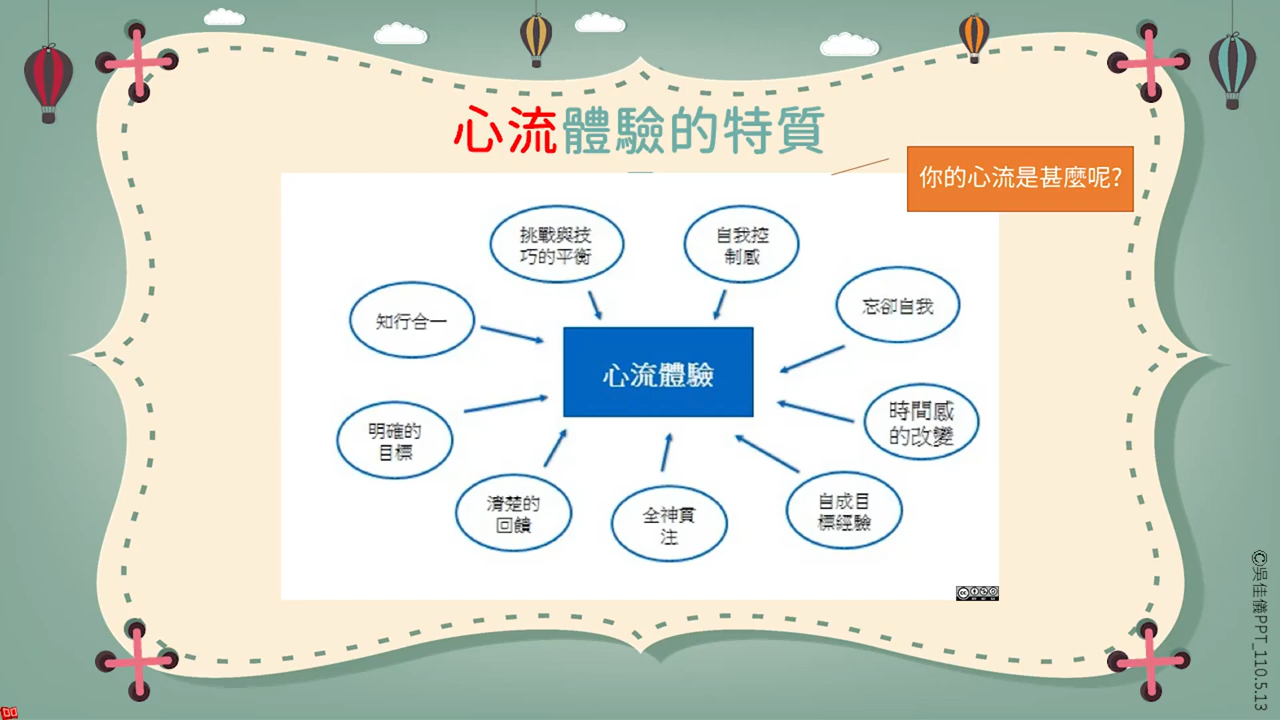 心流體驗的特質
你的心流是甚麼呢?
挑戰與技
巧的平衡
自我控
制感
知行合一
忘卻自我
心流體驗
明確的
目標
時間感
的改變
清楚的
回饋
全神貫
注
自成目
標經驗
©吳佳儀PPT_110.5.13